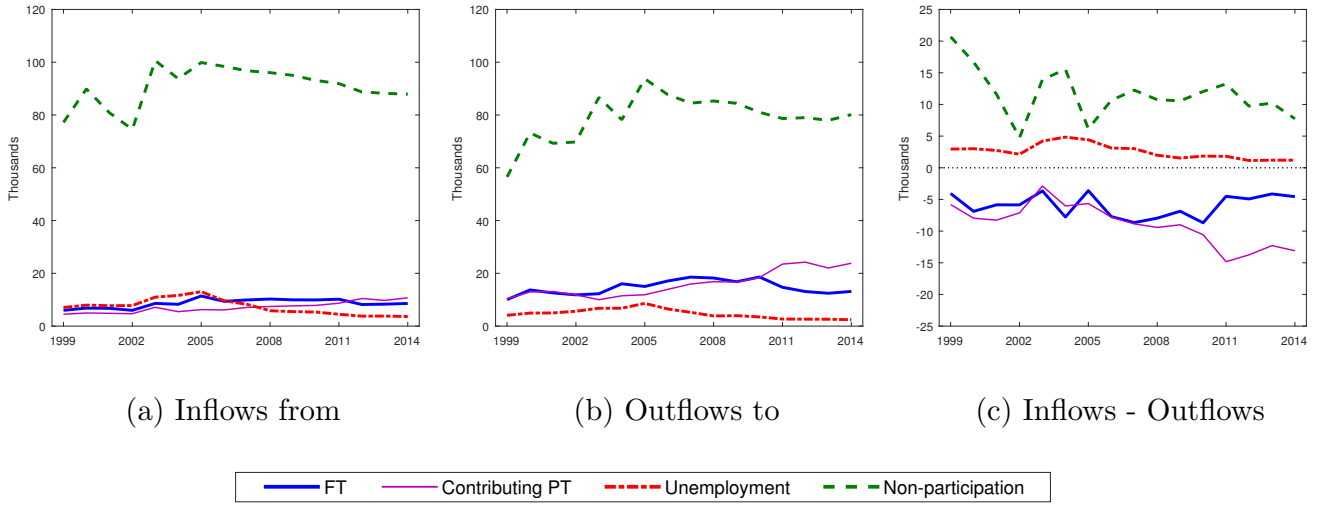 120
100
80
60
40
20
0
Thousands
1999 2002 2005 2008 2011 2014
(a) Inflows from
120
100
80
60
40
20
0
Thousands
1999 2002 2005 2008 2011 2014
(b) Outflows to
25
20
15
10
5
0
-5
-10
-15
-20
-25
Thousands
1999 2002 2005 2008 2011 2014
(c) Inflows - Outflows
FT Contributing PT Unemployment Non-participation